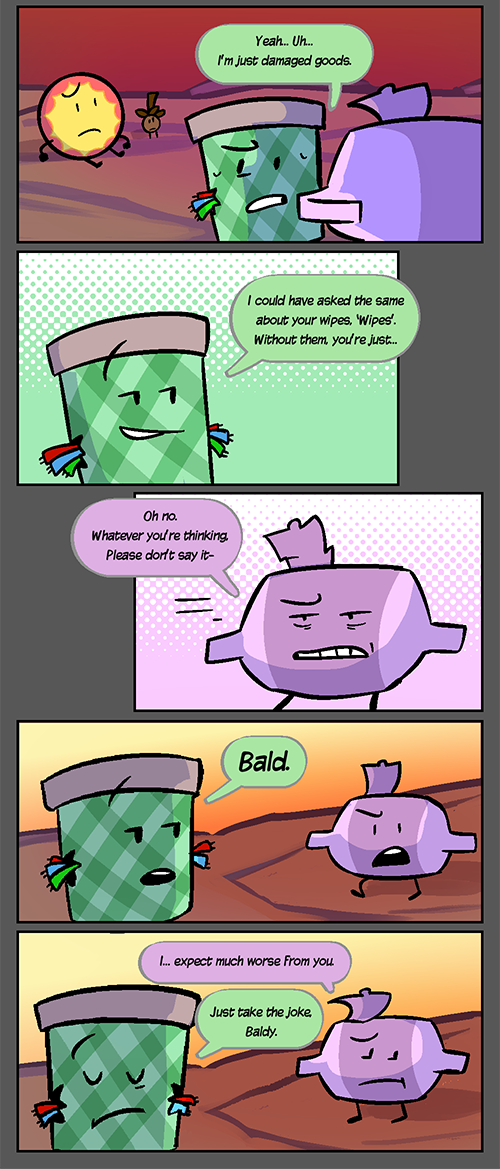 Yeah... Uh...
I'm just damaged goods.
I could have asked the same
about your wipes, 'Wipes'.
Without them, you're just...
Oh no.
Whatever you're thinking,
Please don't say it-
Bald.
I... expect much worse from you.
Just take the joke,
Baldy.